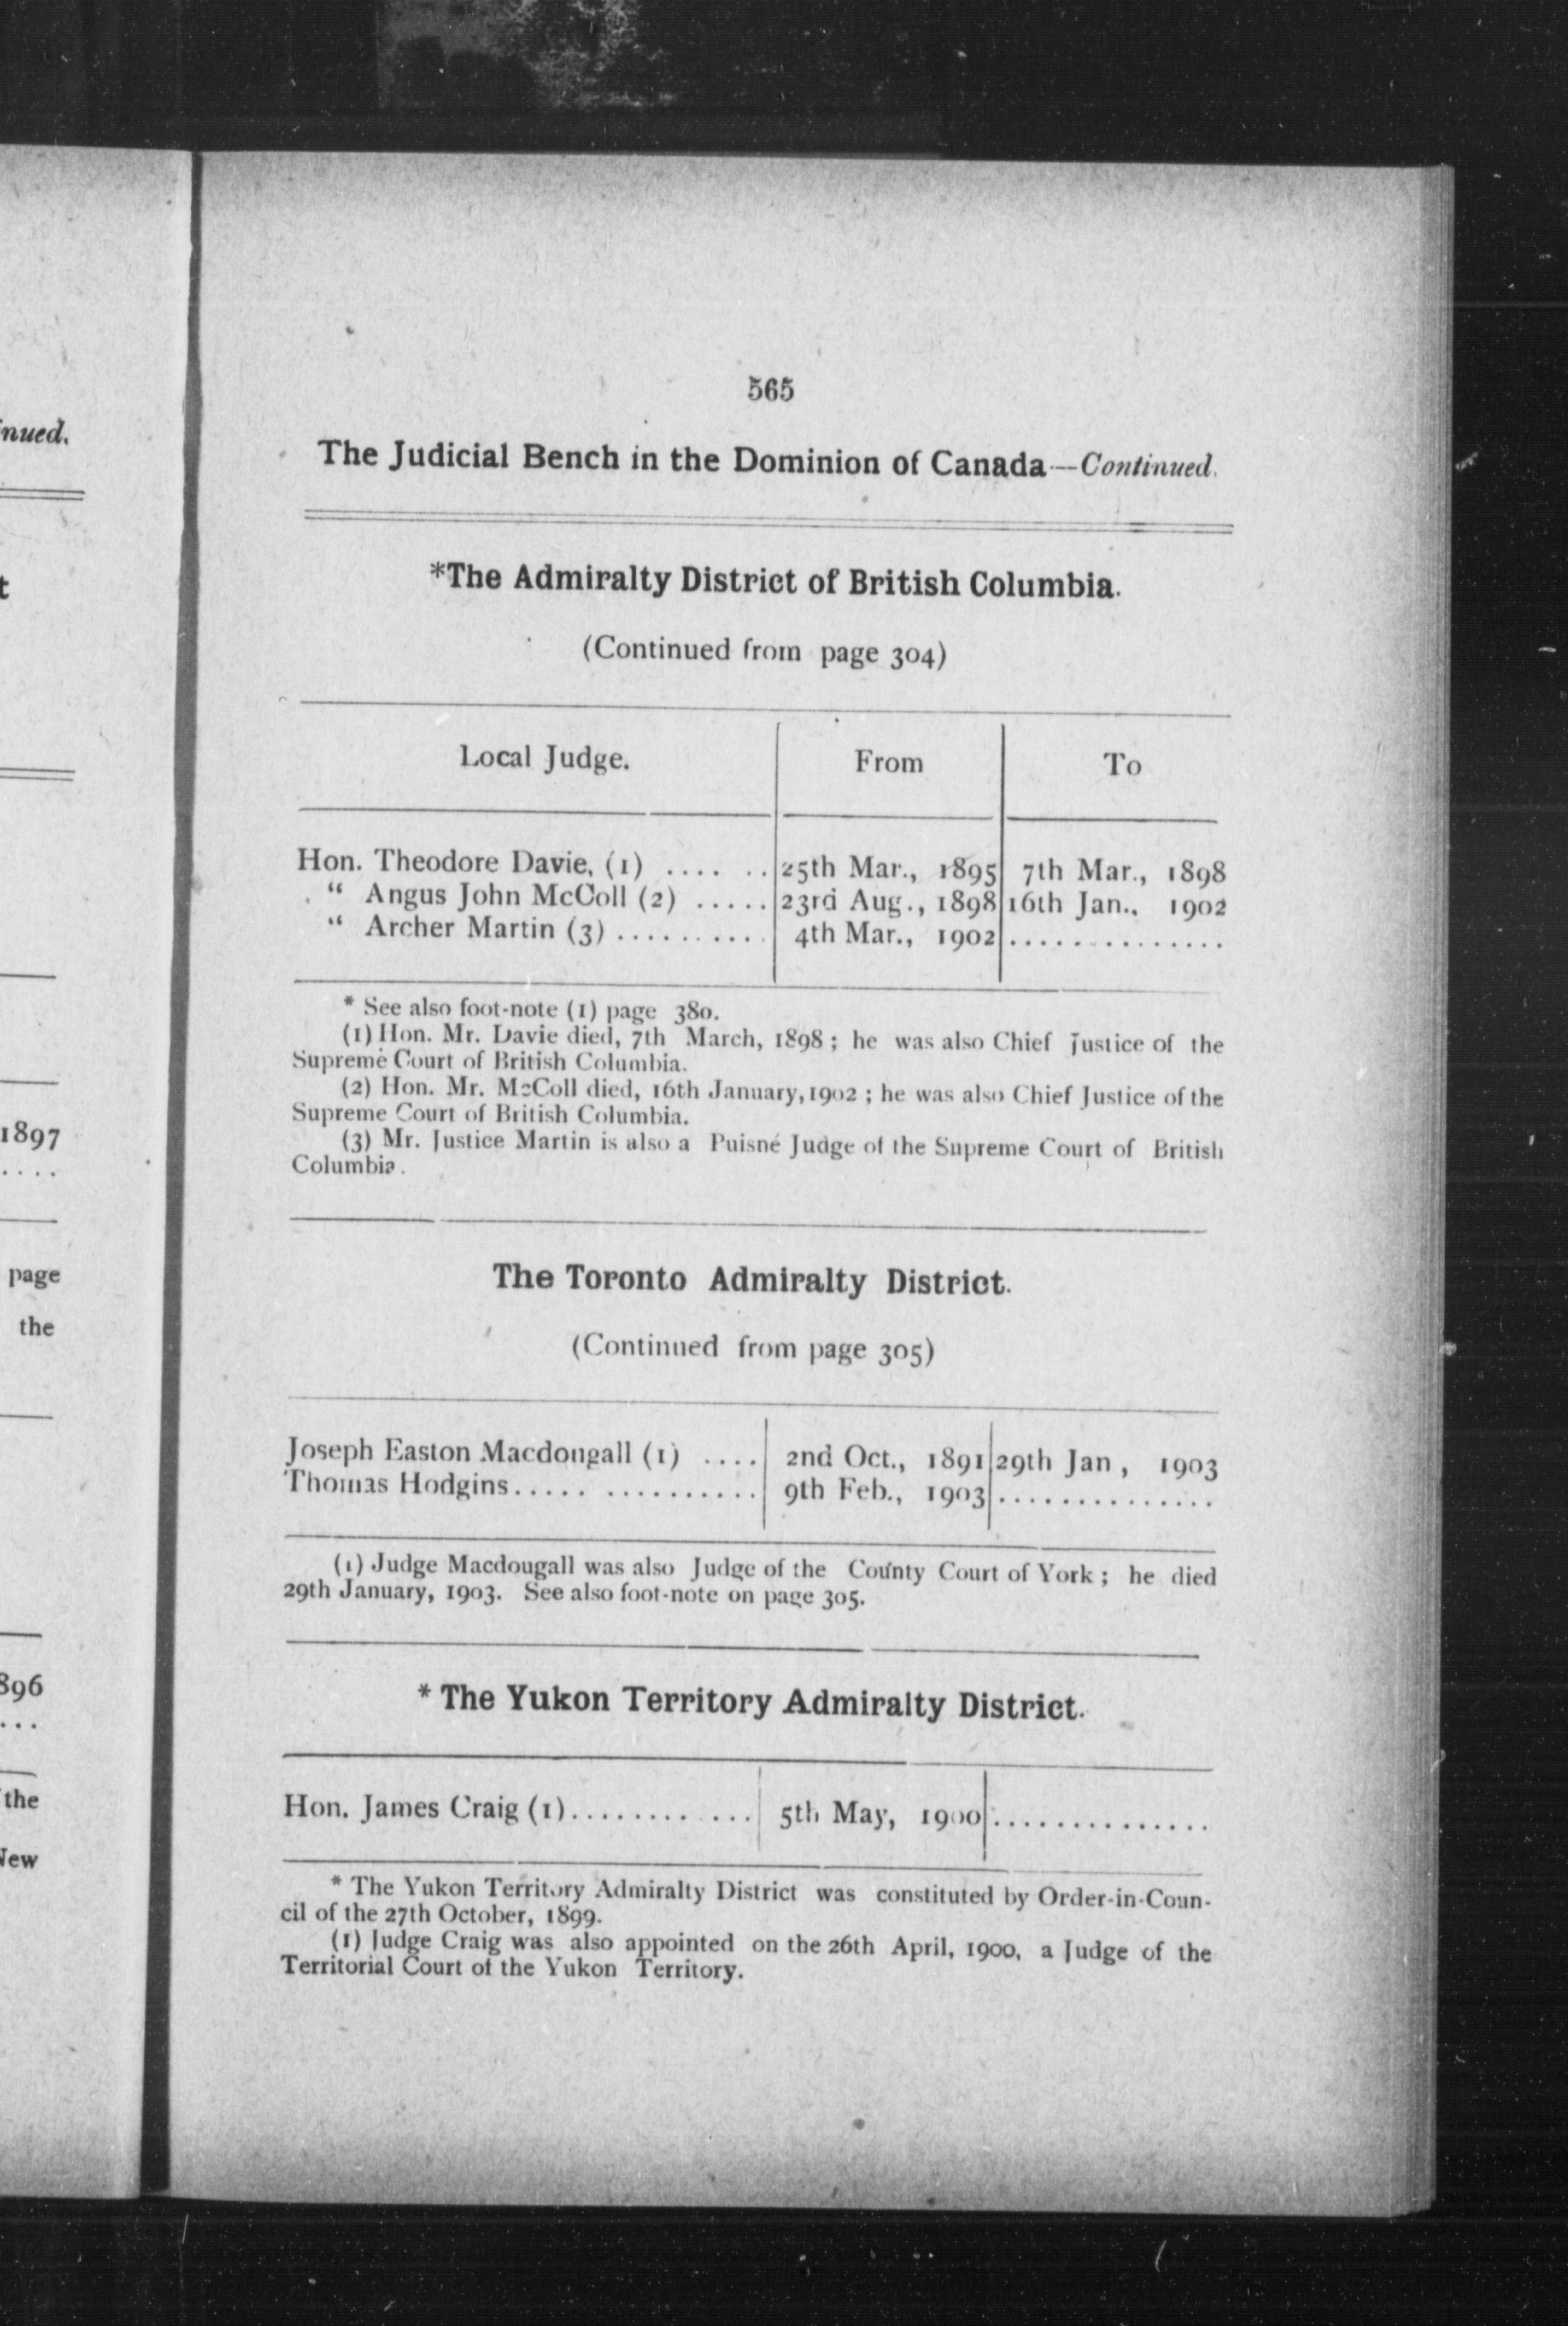 nued.
t
1897
....
page
the
896
...
the
New
565
The Judicial Bench in the Dominion of Canada—Continued.
*The Admiralty District of British Columbia.
(Continued from page 304)
Local Judge. From To
Hon. Theodore Davie, (1) .... .. 25th Mar., 1895 7th Mar., 1898
“ Angus John McColl (2) ..... 23rd Aug., 1898 16th Jan., 1902
“ Archer Martin (3) .......... 4th Mar., 1902 ..............
* See also foot-note (1) page 380.
(1) Hon. Mr. Davie died, 7th March, 1898 ; he was also Chief Justice of the
Supreme Court of British Columbia.
(2) Hon. Mr. McColl died, 16th January, 1902 ; he was also Chief Justice of the
Supreme Court of British Columbia.
(3) Mr. Justice Martin is also a Puisné Judge of the Supreme Court of British
Columbia.
The Toronto Admiralty District.
(Continued from page 305)
Joseph Easton Macdougall (1) .... 2nd Oct., 1891 29th Jan , 1903
Thomas Hodgins..... .......... 9th Feb., 1903 ..............
(1) Judge Macdougall was also Judge of the County Court of York ; he died
29th January, 1903. See also foot-note on page 305.
* The Yukon Territory Admiralty District.
Hon. James Craig (1)............ 5th May, 1900 ..............
* The Yukon Territory Admiralty District was constituted by Order-in-Coun-
cil of the 27th October, 1899.
(1) Judge Craig was also appointed on the 26th April, 1900, a Judge of the
Territorial Court of the Yukon Territory.